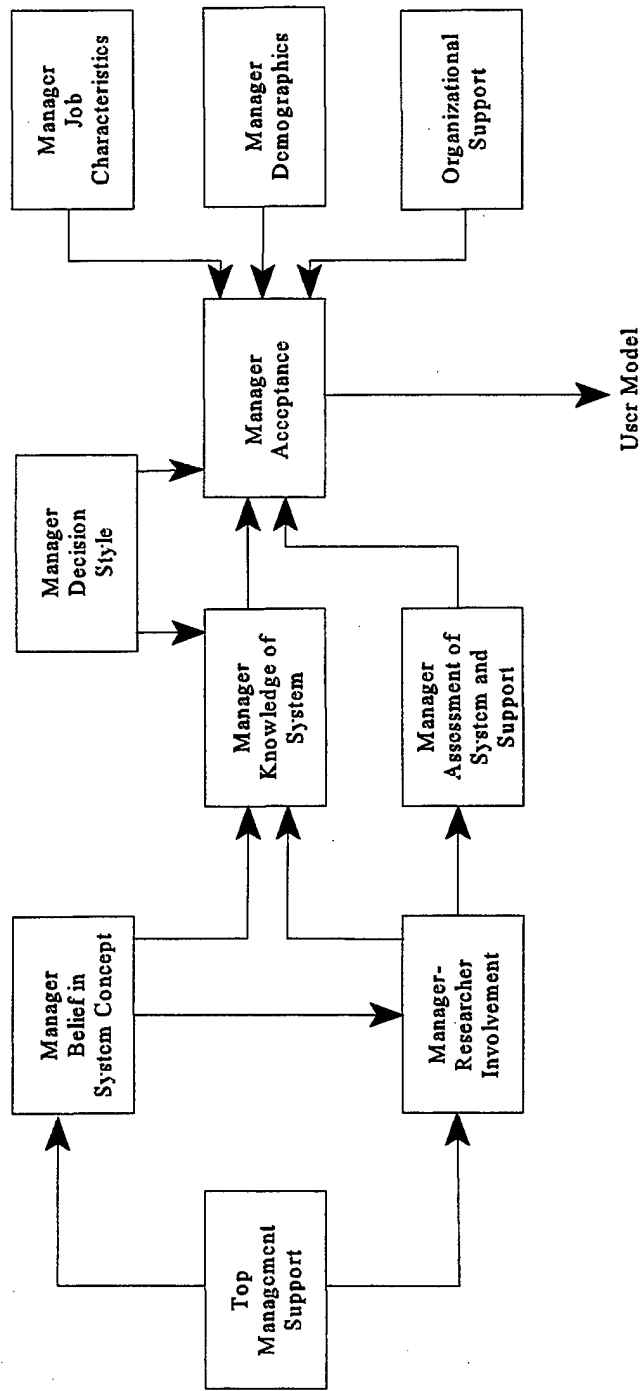 Top
Management
Support
Manager
Belief in
System Concept
Manager-
Researcher
Involvement
Manager
Knowledge of
System
Manager
Assessment of
System and
Support
Manager
Decision
Style
Manager
Acceptance
Manager
Job
Characteristics
Manager
Demographics
Organizational
Support
User Model